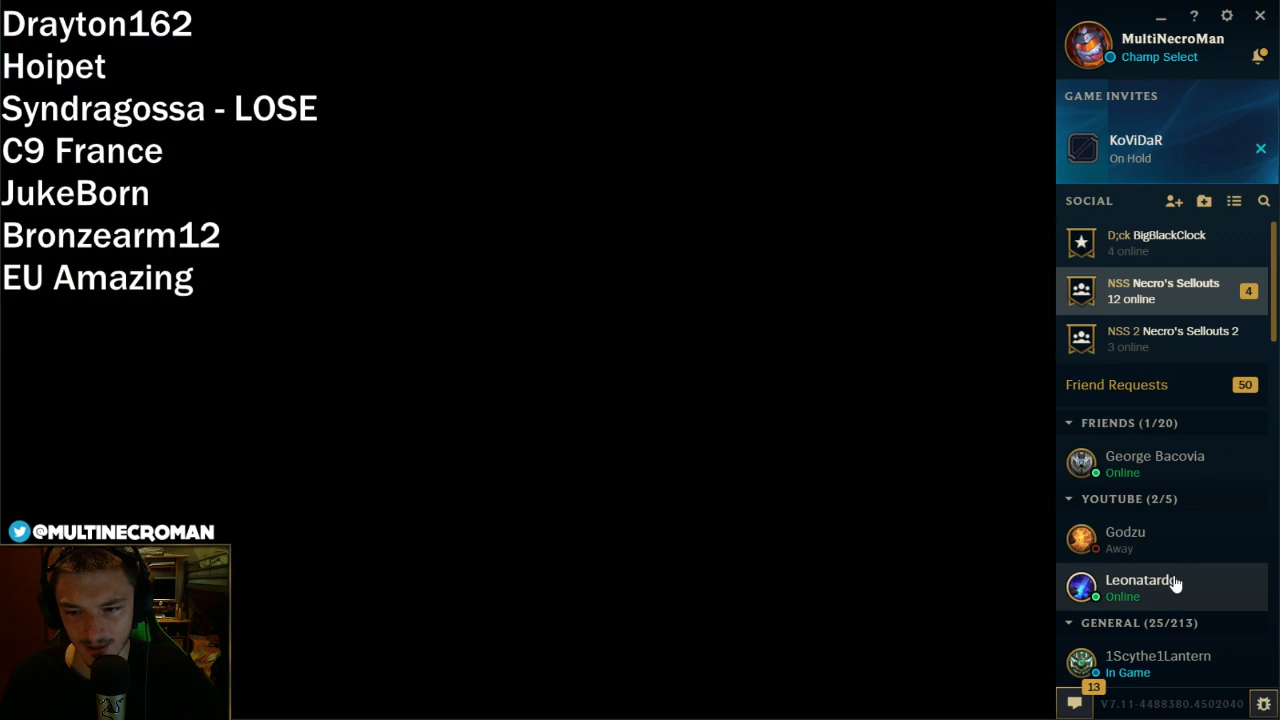 Drayton162
Hoipet
Syndragossa - LOSE
C9 France
JukeBorn
Bronzearm12
EU Amazing
@MULTINECROMAN
MultiNecroMan
Champ Select
GAME INVITES
KoViDaR
On Hold
SOCIAL
D;ck BigBlackClock
4 online
NSS Necro's Sellouts
12 online
4
NSS 2 Necro's Sellouts 2
3 online
Friend Requests
50
FRIENDS (1/20)
George Bacovia
Online
YOUTUBE (2/5)
Godzu
Away
Online
GENERAL (25/213)
1Scythe1Lantern
In Game
13
V7.11-4488380.4502040